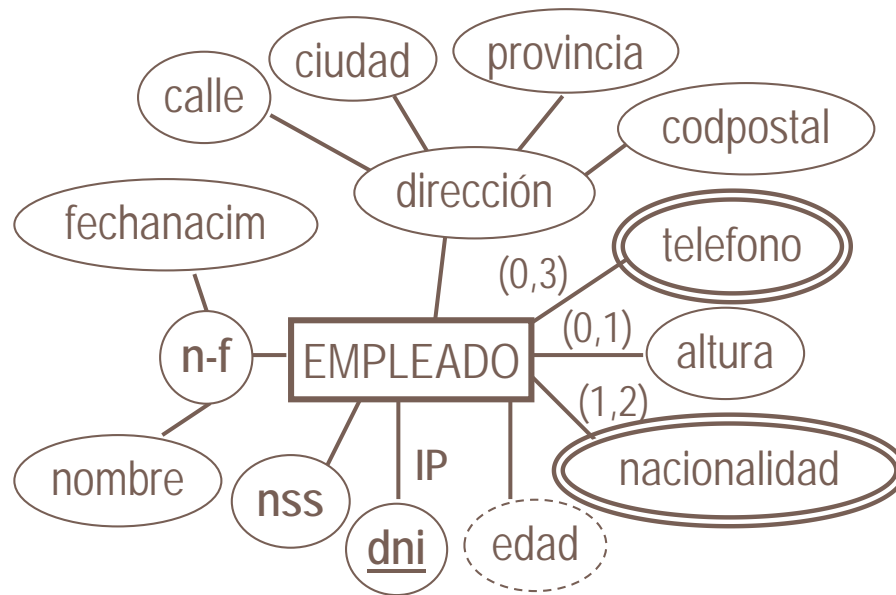 ciudad
provincia
calle
codpostal
dirección
fechanacim
telefono
(0,3)
(0,1)
n-f
EMPLEADO
altura
(1,2)
nombre
IP
nacionalidad
nss
dni
edad